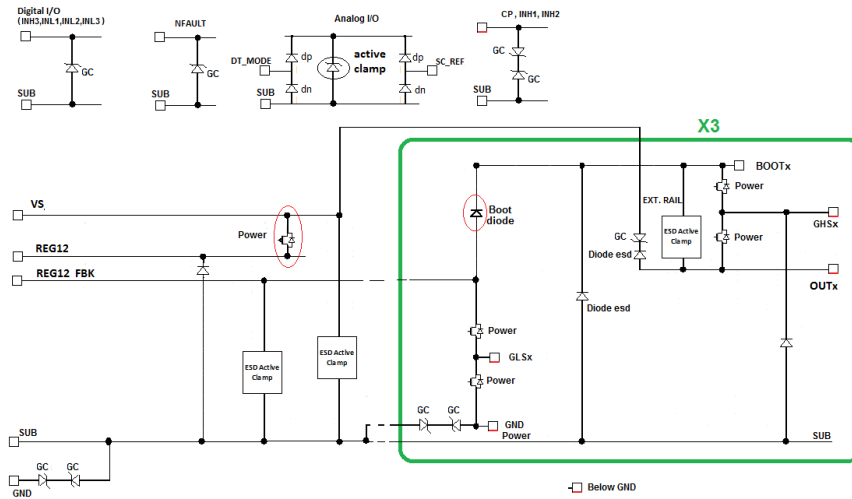 Digital I/O
(INH3,INL1,INL2,INL3)
GC
SUB
NFAULT
GC
SUB
Analog I/O
DT_MODE
dp
active
clamp
dp
SC_REF
SUB
dn
dn
CP , INH1, INH2
GC
GC
SUB
X3
BOOTx
Power
VS
Boot
diode
EXT. RAIL
GHSx
Power
ESD Active
Clamp
Power
GC
REG12
Diode esd
REG12 FBK
OUTx
Diode esd
Power
ESD Active
Clamp
GLSx
ESD Active
Clamp
Power
GC
GC
GND
Power
SUB
SUB
GC
GC
GND
Below GND